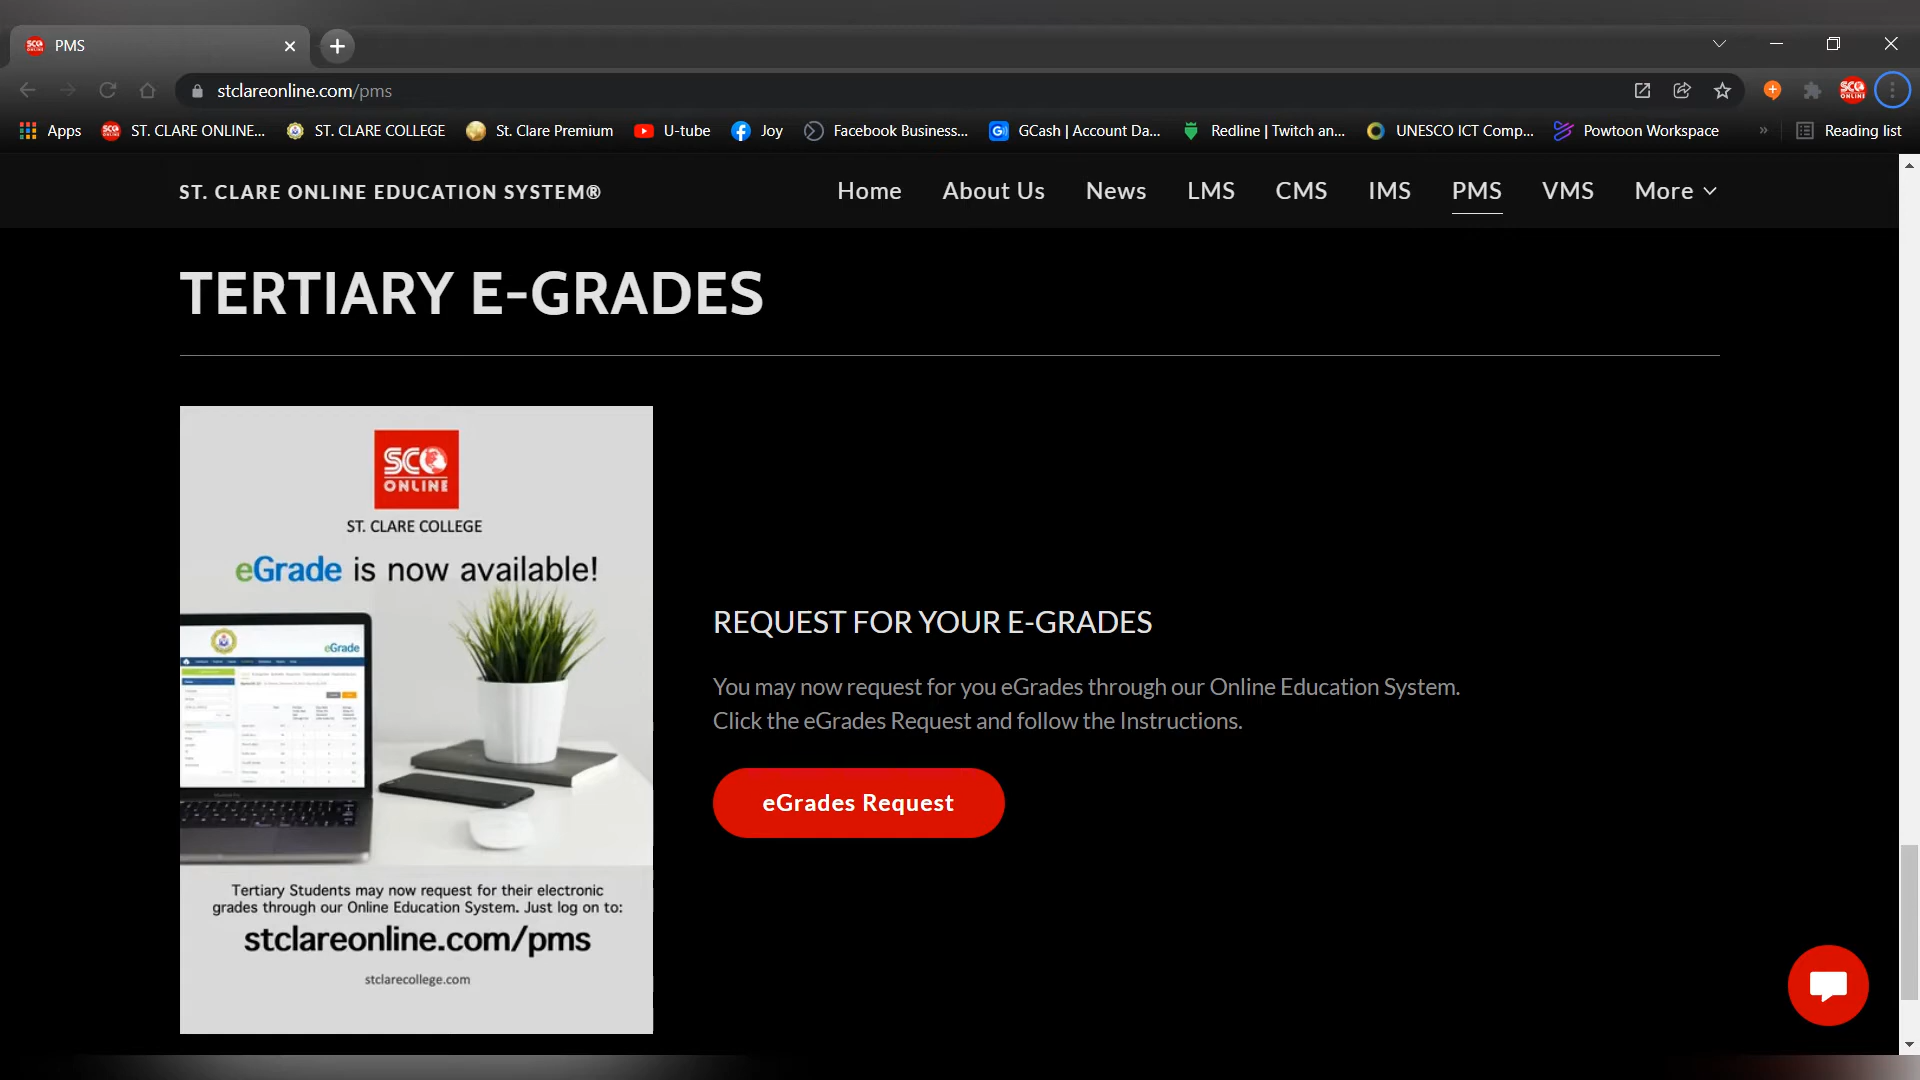 PMS
stclareonline.com/pms
Apps
ST. CLARE ONLINE...
ST. CLARE COLLEGE
St. Clare Premium
U-tube
Joy
Facebook Business...
GCash | Account Da...
Redline | Twitch an...
UNESCO ICT Comp...
Powtoon Workspace
»
Reading list
ST. CLARE ONLINE EDUCATION SYSTEM®
Home
About Us
News
LMS
CMS
IMS
PMS
VMS
More
TERTIARY E-GRADES
SCO
ONLINE
ST. CLARE COLLEGE
eGrade is now available!
eGrade
Tertiary Students may now request for their electronic
grades through our Online Education System. Just log on to:
stclareonline.com/pms
stclarecollege.com
REQUEST FOR YOUR E-GRADES
You may now request for you eGrades through our Online Education System.
Click the eGrades Request and follow the Instructions.
eGrades Request